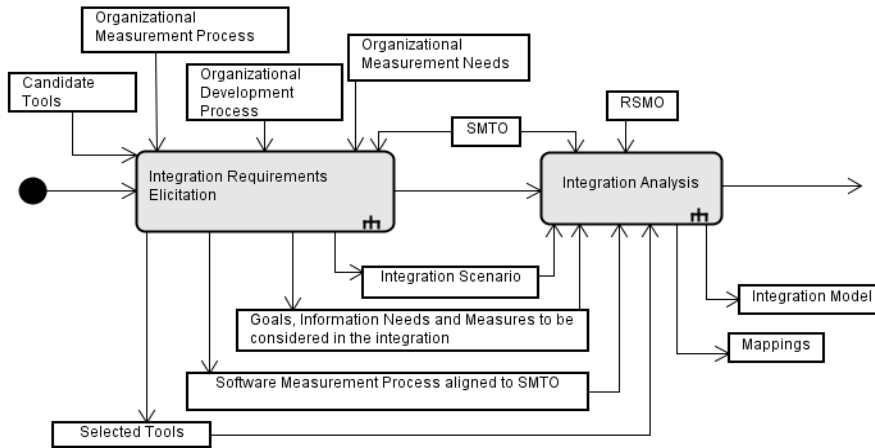 Organizational
Measurement Process
Organizational
Measurement Needs
Candidate
Tools
Organizational
Development
Process
SMTO
RSMO
Integration Requirements
Elicitation
Integration Analysis
Integration Scenario
Integration Model
Goals, Information Needs and Measures to be
considered in the integration
Mappings
Software Measurement Process aligned to SMTO
Selected Tools